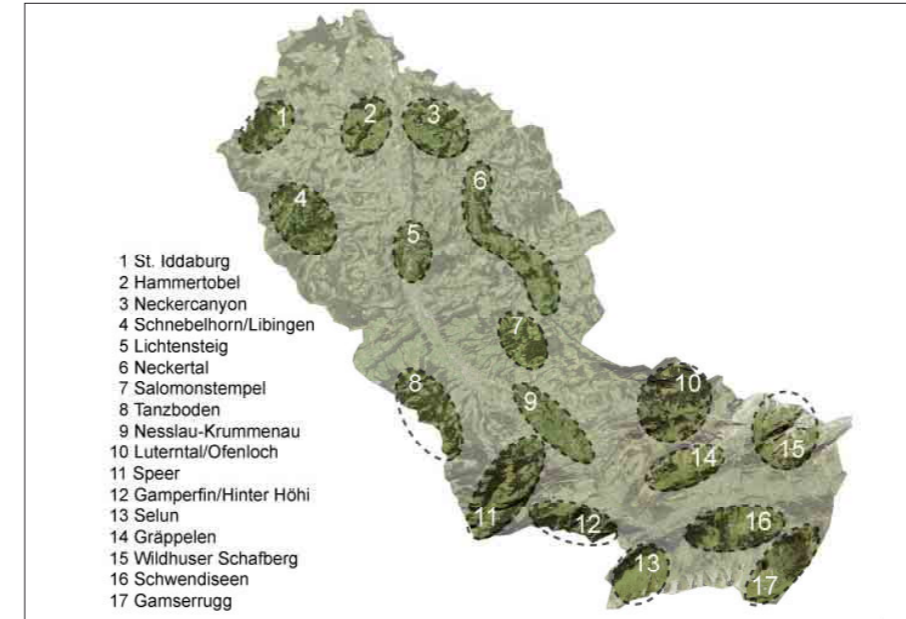 1
2
3
6
4
5
7
8
9
10
14
15
11
12
16
13
17
1 St. Iddaburg
2 Hammertobel
3 Neckercanyon
4 Schnebelhorn/Libingen
5 Lichtensteig
6 Neckertal
7 Salomonstempel
8 Tanzboden
9 Nesslau-Krummenau
10 Luterntal/Ofenloch
11 Speer
12 Gamperfin/Hinter Höhi
13 Selun
14 Gräppelen
15 Wildhuser Schafberg
16 Schwendiseen
17 Gamserrugg